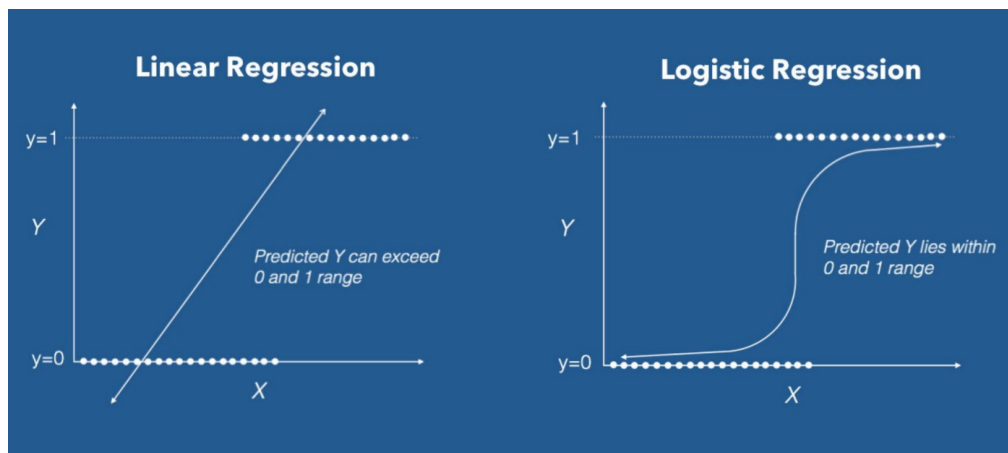 Linear Regression
y=1
Y
Predicted Y can exceed
0 and 1 range
y=0
X
Logistic Regression
y=1
Y
Predicted Y lies within
0 and 1 range
y=0
X